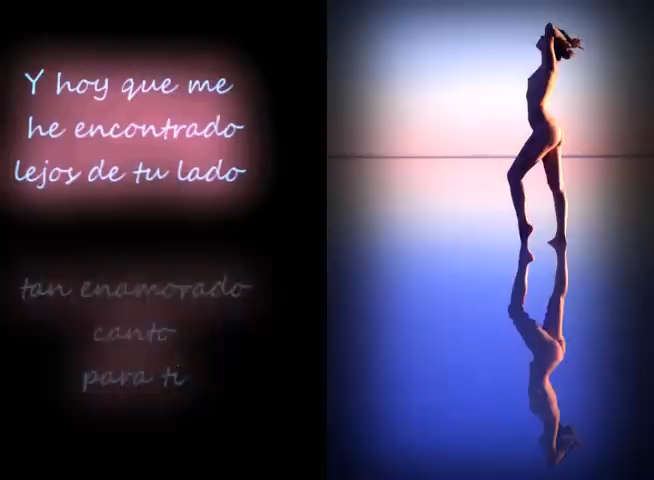 Y hoy que me
he encontrado
lejos de tu lado
tan enamorado
canto
para ti